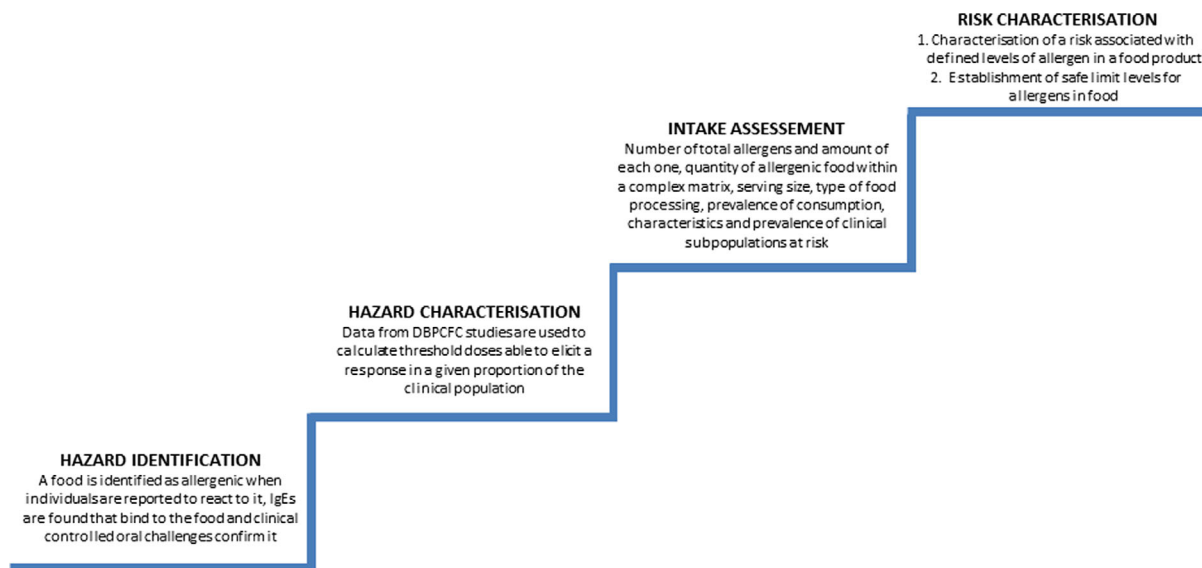 RISK CHARACTERISATION
1. Characterisation of a risk associated with
defined levels of allergen in a food product
2. Establishment of safe limit levels for
allergens in food
INTAKE ASSESSEMENT
Number of total allergens and amount of
each one, quantity of allergenic food within
a complex matrix, serving size, type of food
processing, prevalence of consumption,
characteristics and prevalence of clinical
subpopulations at risk
HAZARD CHARACTERISATION
Data from DBPCFC studies are used to
calculate threshold doses able to elicit a
response in a given proportion of the
clinical population
HAZARD IDENTIFICATION
A food is identified as allergenic when
individuals are reported to react to it, IgEs
are found that bind to the food and clinical
controlled oral challenges confirm it